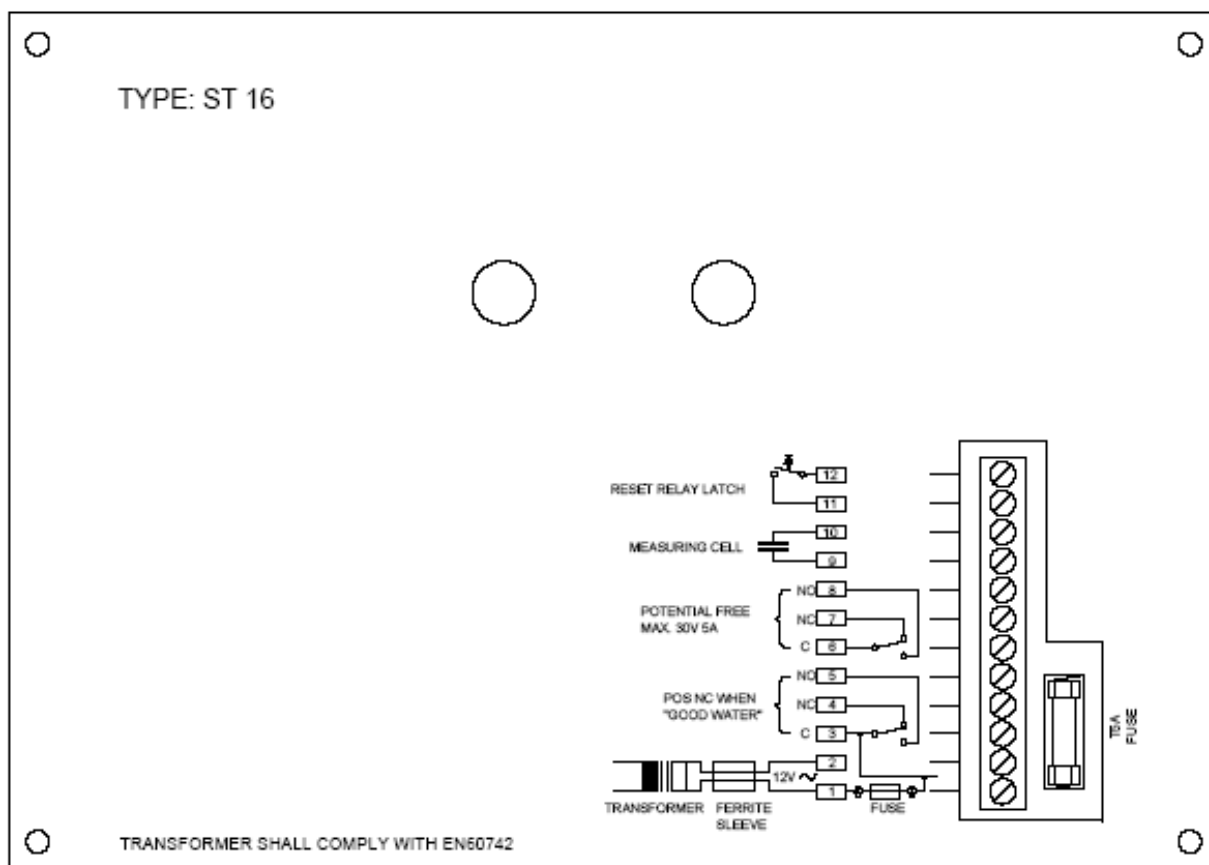 TYPE: ST 16
RESET RELAY LATCH
12
11
MEASURING CELL
10
9
POTENTIAL FREE
MAX. 30V 5A
NO 8
NC 7
C 6
POS NC WHEN
"GOOD WATER"
NO 5
NC 4
C 3
2
12V
1
TRANSFORMER
FERRITE
SLEEVE
FUSE
T5A
FUSE
TRANSFORMER SHALL COMPLY WITH EN60742